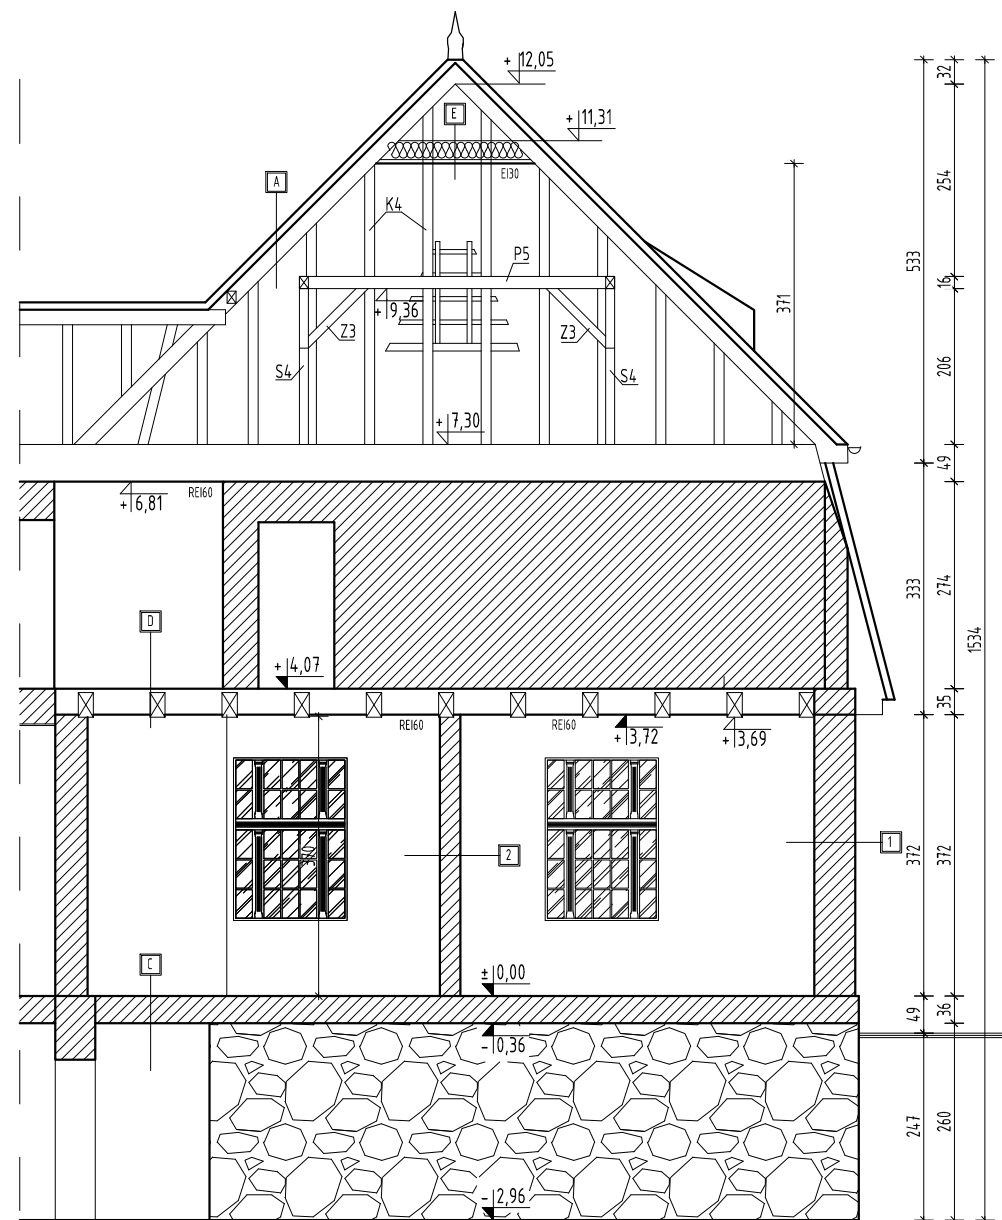 + 12,05
32
E
+ 11,31
EI30
A
254
K4
533
P5
16
371
+ 9,36
Z3
Z3
206
S4
S4
+ 7,30
49
REI60
+ 6,81
333
274
D
1534
+ 4,07
35
REI60
REI60
+ 3,72
+ 3,69
370
2
1
372
372
C
± 0,00
49
36
- 0,36
247
260
- 2,96